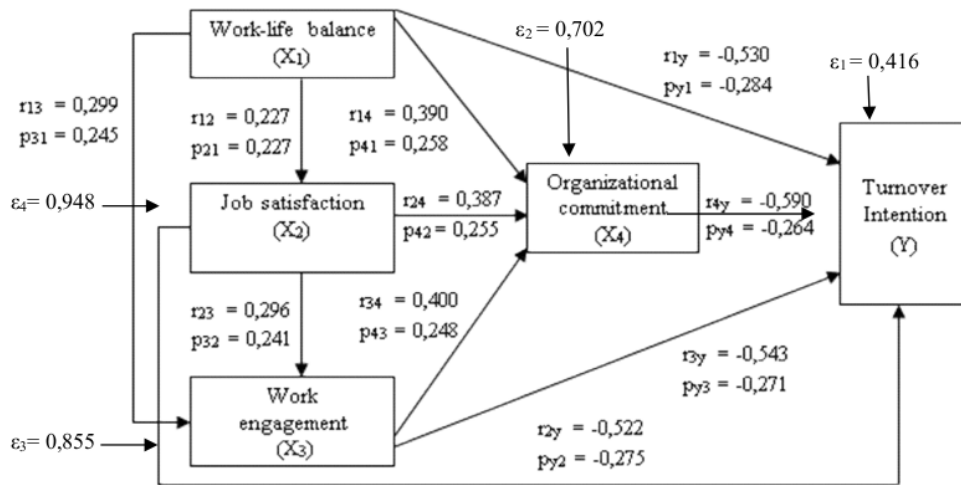 Work-life balance
(X1)
ε2 = 0,702
r1y = -0,530
py1 = -0,284
ε1 = 0,416
r13 = 0,299
p31 = 0,245
r12 = 0,227
p21 = 0,227
r14 = 0,390
p41 = 0,258
ε4= 0,948
Job satisfaction
(X2)
r24 = 0,387
p42 = 0,255
Organizational
commitment
(X4)
r4y = -0,590
py4 = -0,264
Turnover
Intention
(Y)
r23 = 0,296
p32 = 0,241
r34 = 0,400
p43 = 0,248
r3y = -0,543
py3 = -0,271
Work
engagement
(X3)
ε3= 0,855
r2y = -0,522
py2 = -0,275